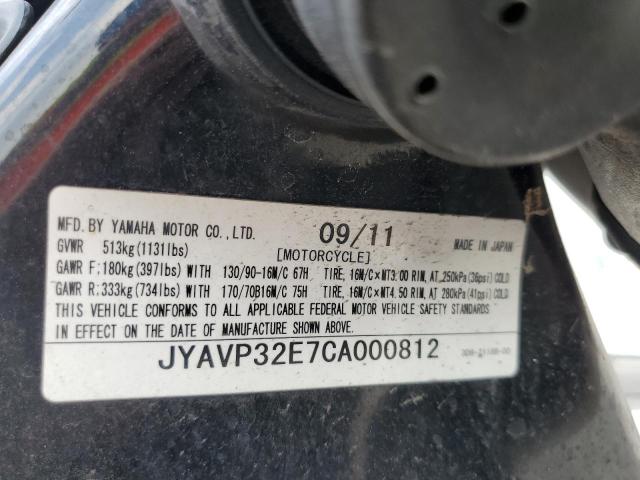 MFD. BY YAMAHA MOTOR CO., LTD. 09/11 MADE IN JAPAN
GVWR 513kg(1131lbs) [MOTORCYCLE]
GAWR F; 180kg(397lbs) WITH 130/90-16M/C 67H TIRE, 16M/C×MT3.00 RIM, AT 250kPa(36psi) COLD
GAWR R; 333kg(734lbs) WITH 170/70B16M/C 75H TIRE, 16M/C×MT4.50 RIM, AT 280kPa(41psi) COLD
THIS VEHICLE CONFORMS TO ALL APPLICABLE FEDERAL MOTOR VEHICLE SAFETY STANDARDS
IN EFFECT ON THE DATE OF MANUFACTURE SHOWN ABOVE.
JYAVP32E7CA000812